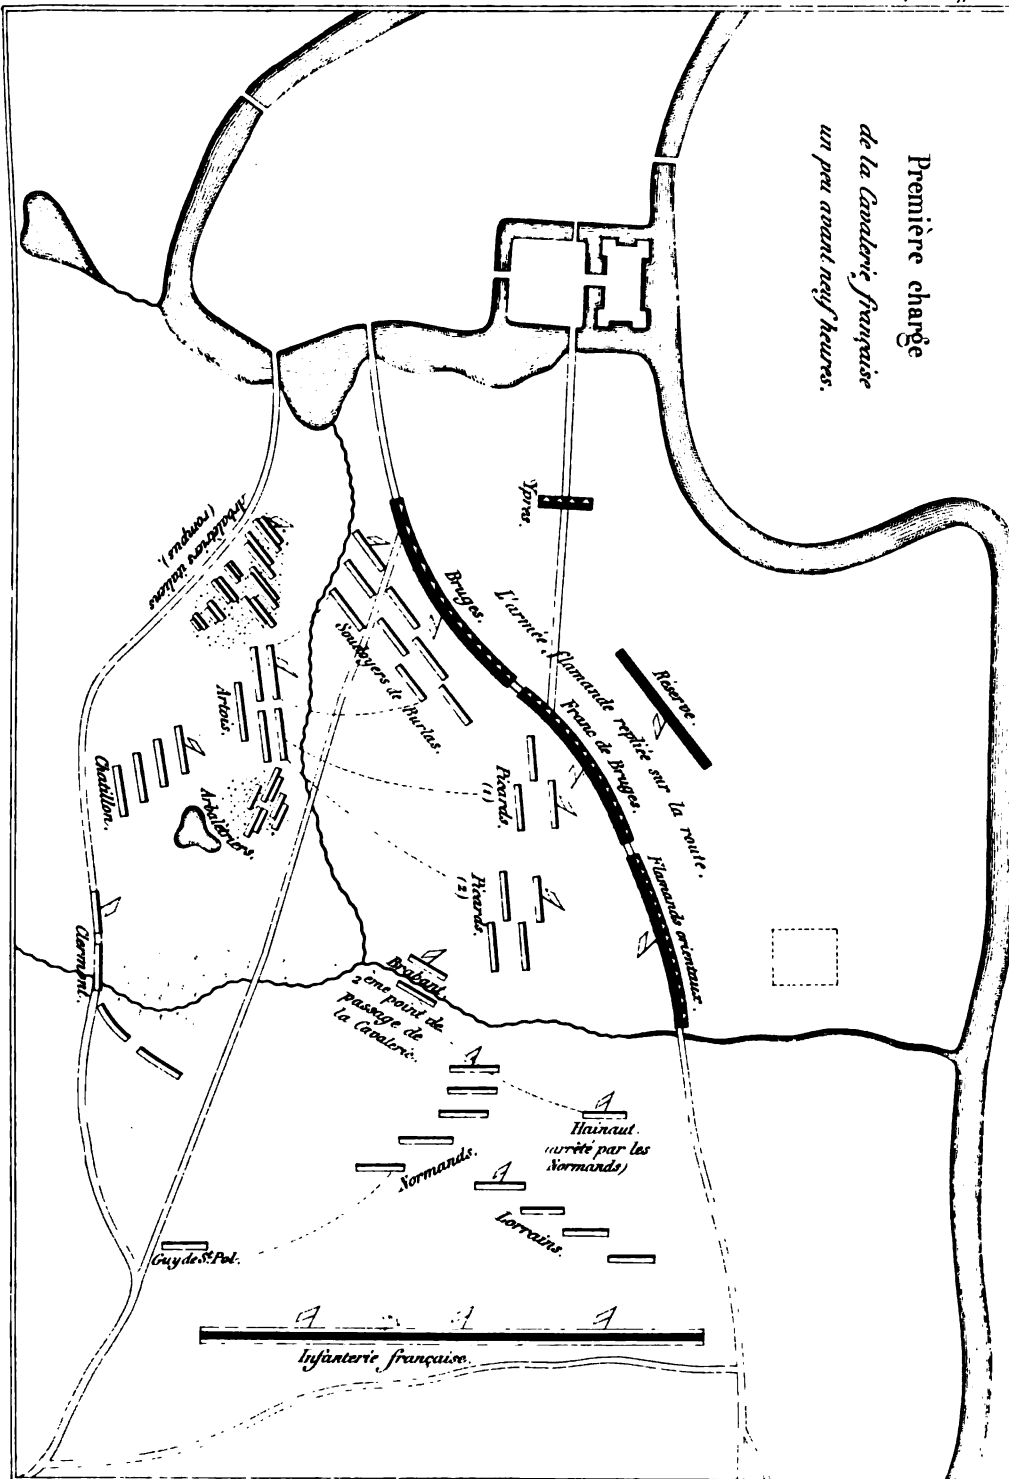 Première charge
de la Cavalerie française
un peu avant neuf heures.
Ypres.
Bruges.
L'armée flamande repliée sur la route.
Réserve.
Franc de Bruges.
Flamands orientaux
Arbalétriers italiens
(rompus).
Soudoyers de Burlas.
Artois.
Chatillon.
Arbalétriers.
Picards.
(1)
Picards.
(2)
Clermont.
Brabant
2ème point de
passage de
la Cavalerie.
Hainaut.
(arrêté par les
Normands)
Normands.
Lorrains.
Guy de St. Pol.
Infanterie française.